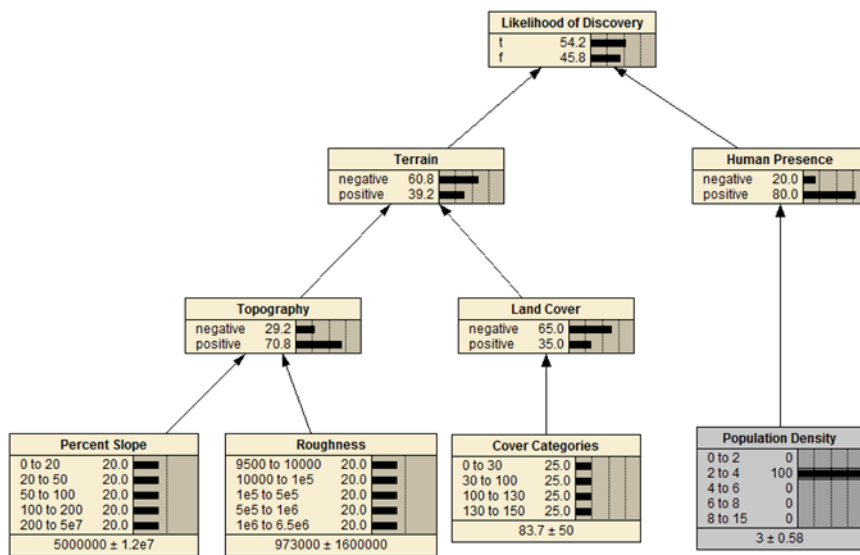 Likelihood of Discovery
t 54.2
f 45.8
Terrain
negative 60.8
positive 39.2
Human Presence
negative 20.0
positive 80.0
Topography
negative 29.2
positive 70.8
Land Cover
negative 65.0
positive 35.0
Percent Slope
0 to 20 20.0
20 to 50 20.0
50 to 100 20.0
100 to 200 20.0
200 to 5e7 20.0
5000000 ± 1.2e7
Roughness
9500 to 10000 20.0
10000 to 1e5 20.0
1e5 to 5e5 20.0
5e5 to 1e6 20.0
1e6 to 6.5e6 20.0
973000 ± 1600000
Cover Categories
0 to 30 25.0
30 to 100 25.0
100 to 130 25.0
130 to 150 25.0
83.7 ± 50
Population Density
0 to 2 0
2 to 4 100
4 to 6 0
6 to 8 0
8 to 15 0
3 ± 0.58